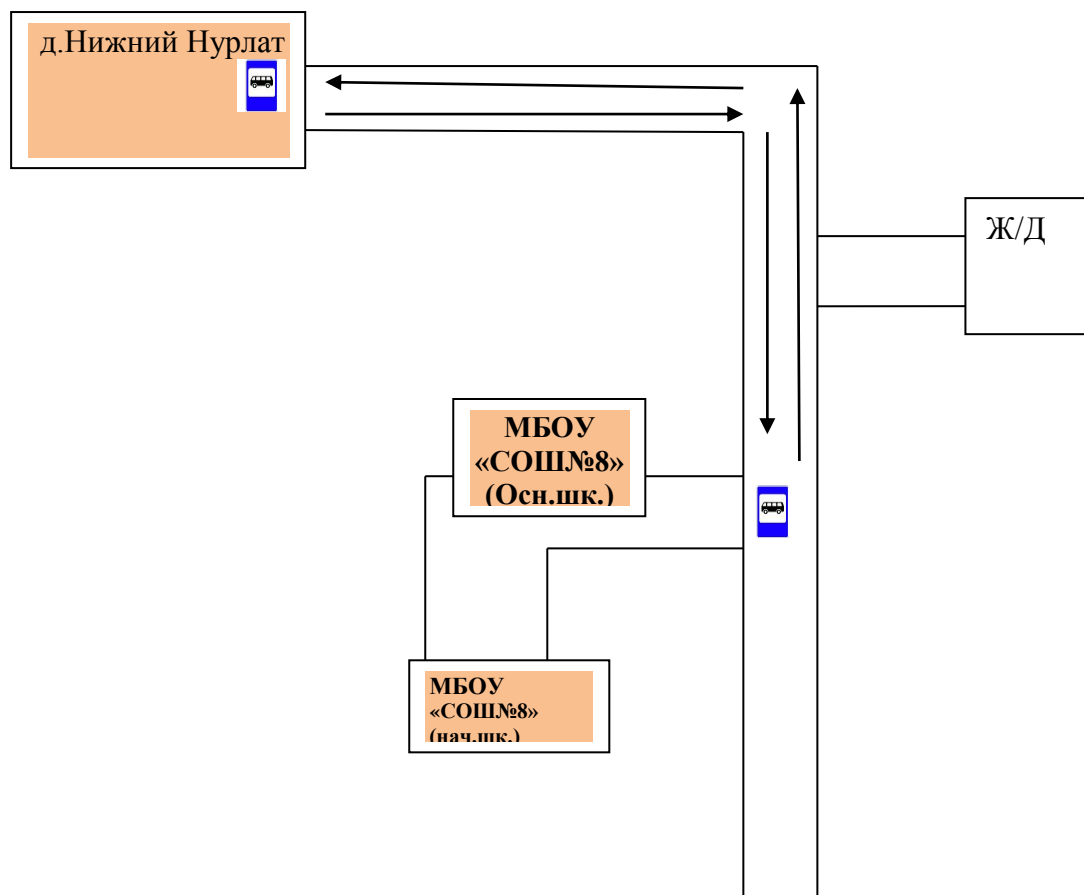 д.Нижний Нурлат
Ж/Д
МБОУ
«СОШ№8»
(Осн.шк.)
МБОУ
«СОШ№8»
(нач.шк.)